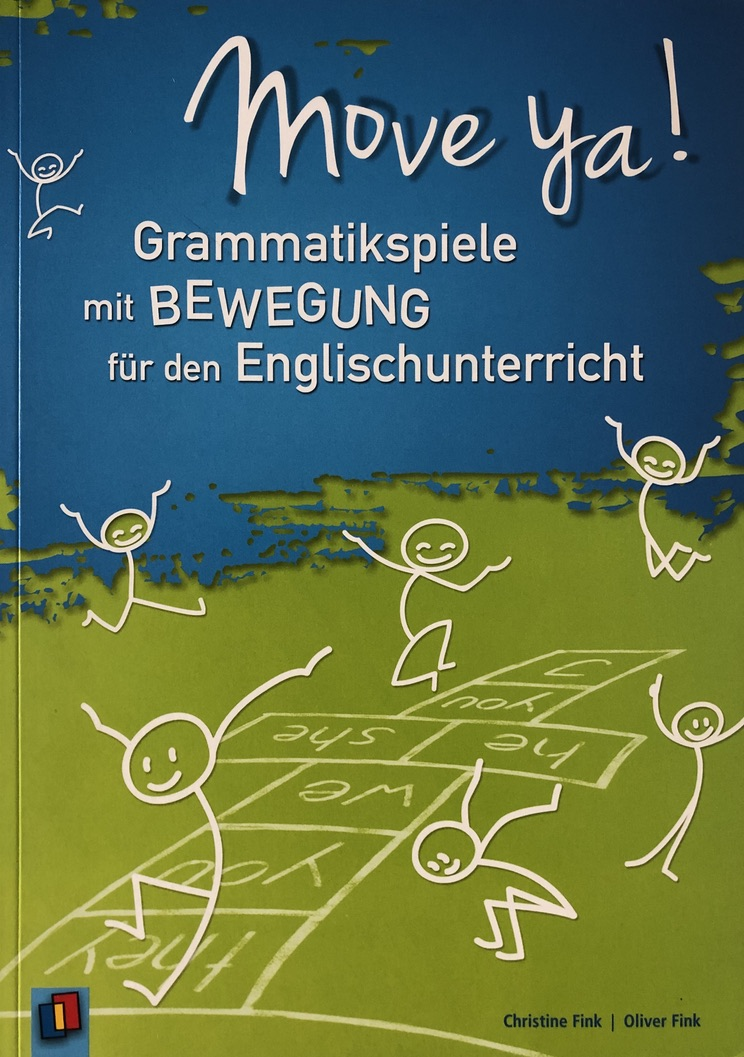 Move ya!
Grammatikspiele
mit BEWEGUNG
für den Englischunterricht
I
you
she he
we
you
they
Christine Fink | Oliver Fink